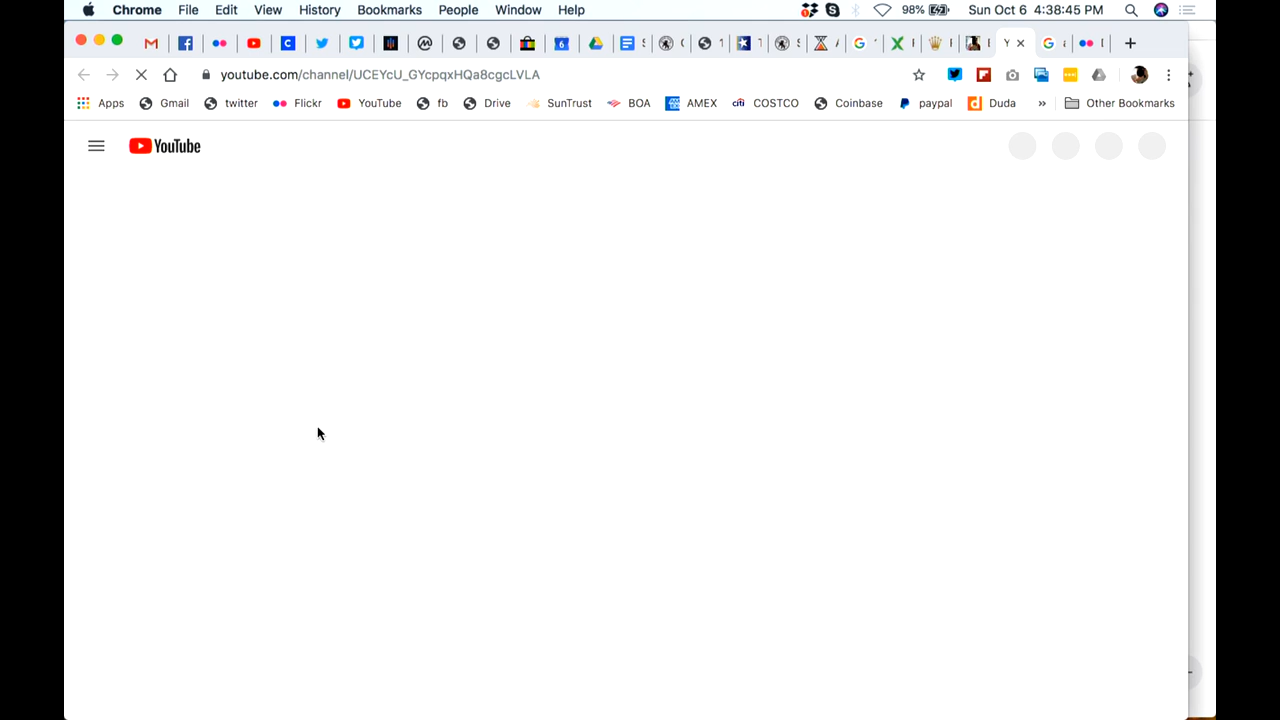 Chrome File Edit View History Bookmarks People Window Help 98% Sun Oct 6 4:38:45 PM
youtube.com/channel/UCEYcU_GYcpqxHQa8cgcLVLA
Apps Gmail twitter Flickr YouTube fb Drive SunTrust BOA AMEX COSTCO Coinbase paypal Duda » Other Bookmarks
YouTube